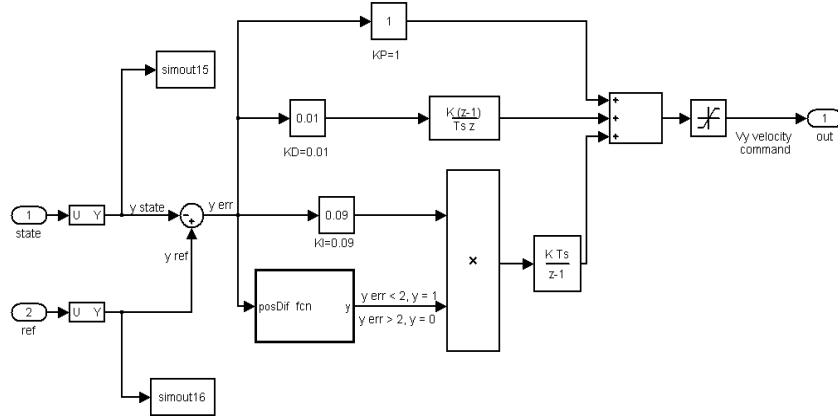 1
KP=1
simout15
0.01
KD=0.01
K (z-1)
Ts z
+
+
+
1
out
Vy velocity
command
1
state
U Y
y state
-
+
y err
y ref
0.09
KI=0.09
×
K Ts
z-1
2
ref
U Y
posDif fcn y
y err < 2, y = 1
y err > 2, y = 0
simout16